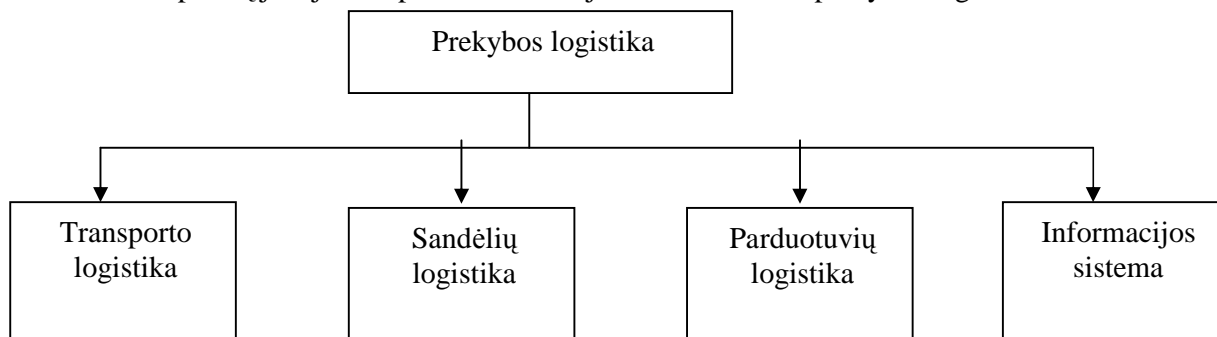 Prekybos logistika
Transporto
logistika
Sandėlių
logistika
Parduotuvių
logistika
Informacijos
sistema